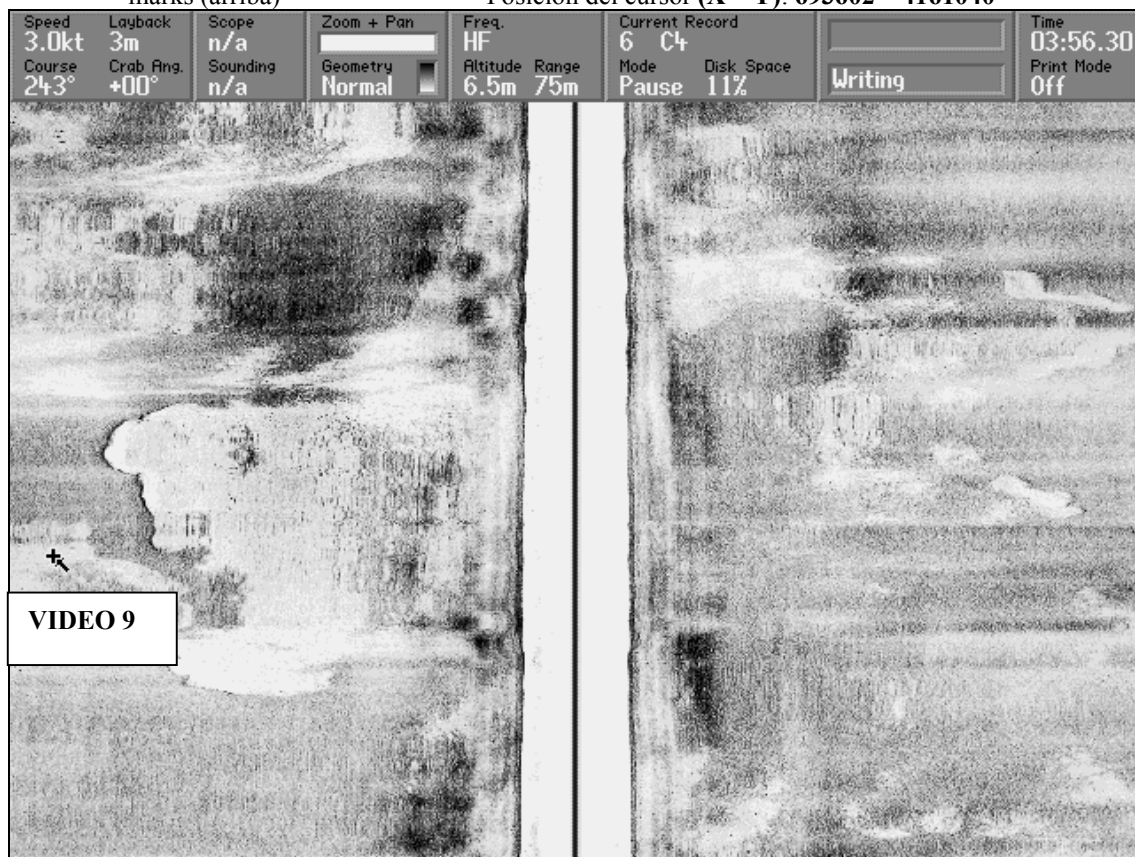 marks (arriba) Posición del cursor (X – Y): 695602 – 4161040
Speed Layback Scope Zoom + Pan Freq. Current Record Time
3.0kt 3m n/a HF 6 C4 03:56.30
Course Crab Ang. Sounding Geometry Altitude Range Mode Disk Space Writing Print Mode
243° +00° n/a Normal 6.5m 75m Pause 11% Off
VIDEO 9